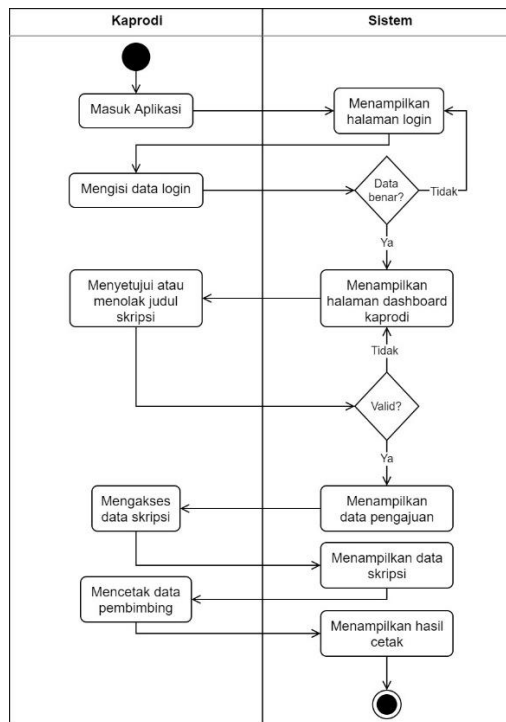 Kaprodi
Sistem
Masuk Aplikasi
Menampilkan
halaman login
Mengisi data login
Data
benar?
Tidak
Ya
Menyetujui atau
menolak judul
skripsi
Menampilkan
halaman dashboard
kaprodi
Tidak
Valid?
Ya
Mengakses
data skripsi
Menampilkan
data pengajuan
Menampilkan data
skripsi
Mencetak data
pembimbing
Menampilkan hasil
cetak